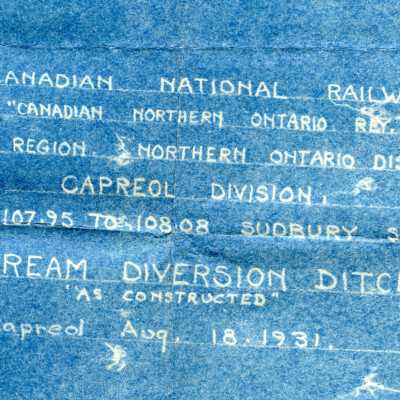 ANADIAN NATIONAL RAILW
"CANADIAN NORTHERN ONTARIO RLY.
REGION NORTHERN ONTARIO DIS
CAPREOL DIVISION,
107.95 TO 108.08 SUDBURY S
REAM DIVERSION DITC
"AS CONSTRUCTED"
apreol Aug. 18.1931.